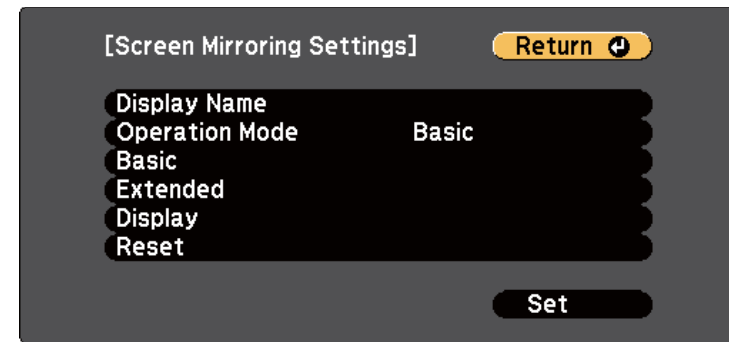 [Screen Mirroring Settings] Return
Display Name
Operation Mode Basic
Basic
Extended
Display
Reset
Set